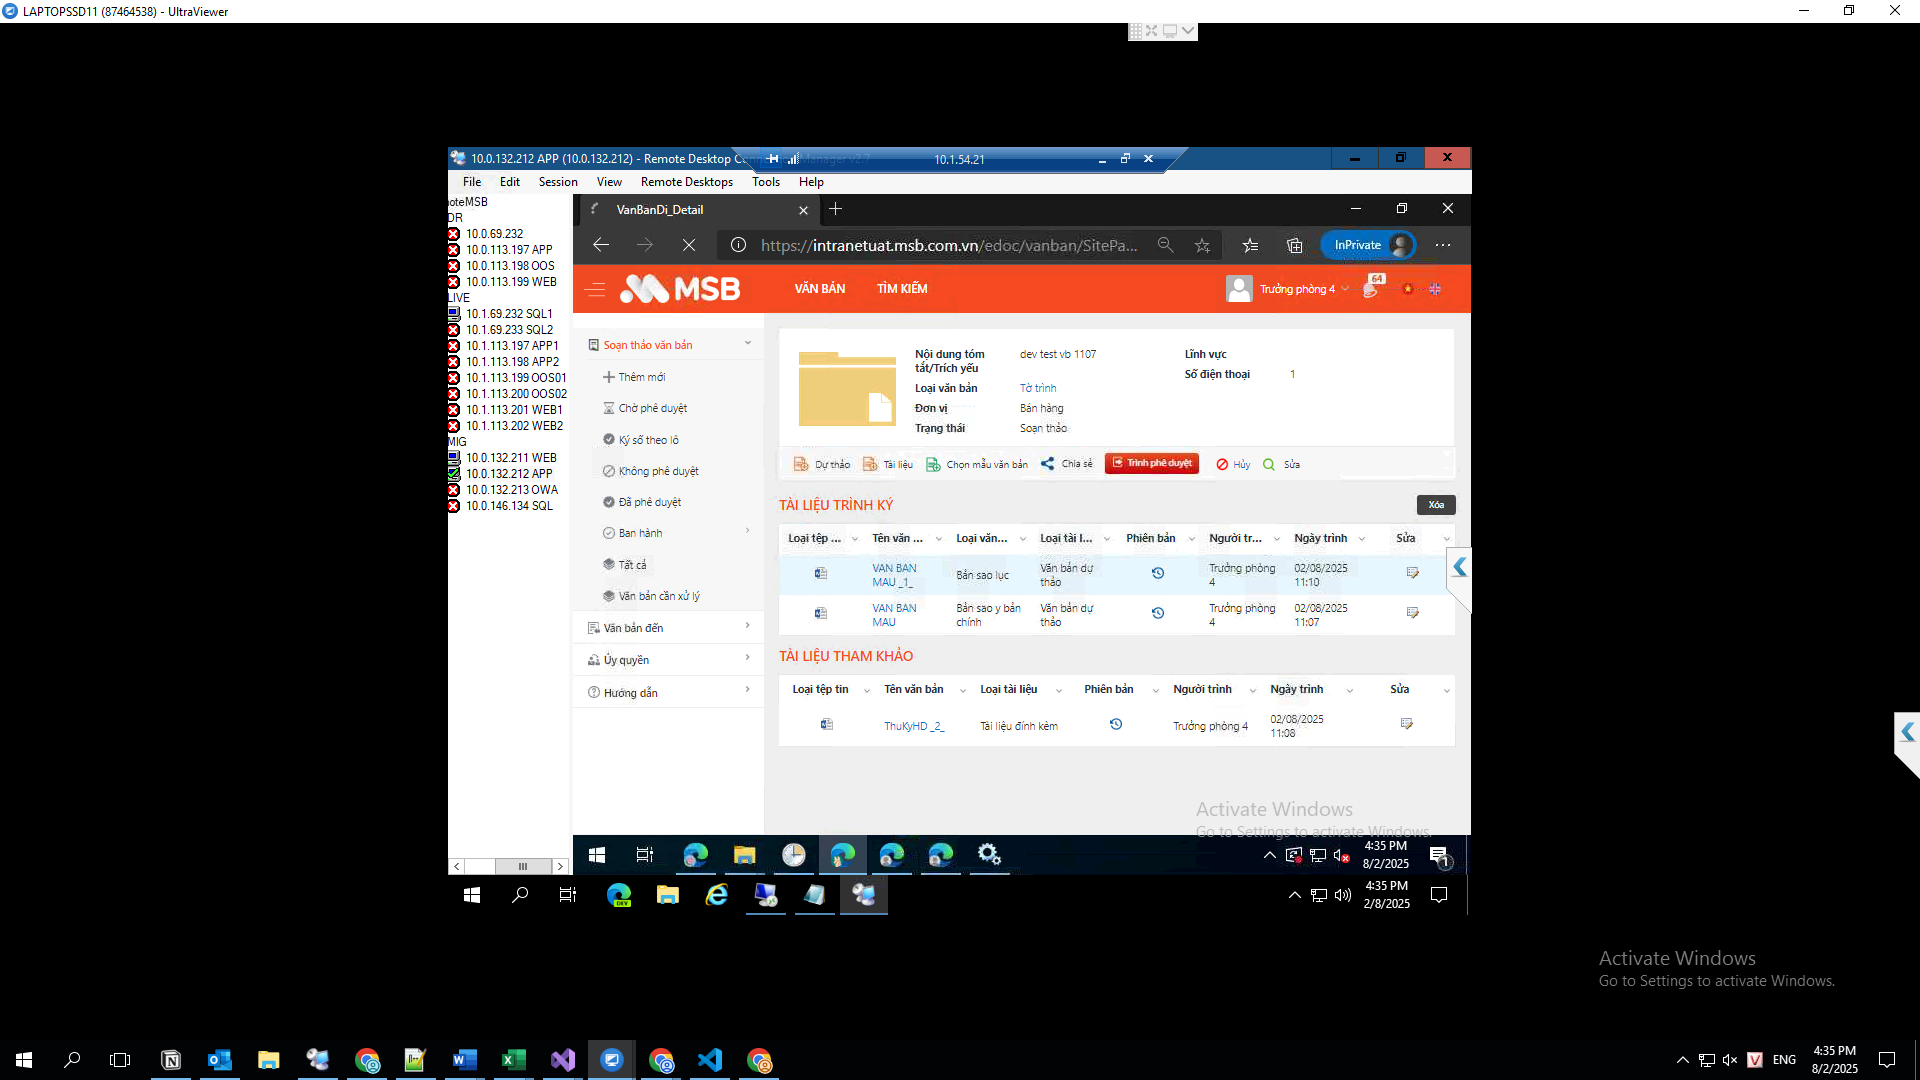 LAPTOPSSD11 (87464538) - UltraViewer
10.0.132.212 APP (10.0.132.212) - Remote Desktop Connection Manager v2.7
10.1.54.21
File Edit Session View Remote Desktops Tools Help
oteMSB
DR
10.0.69.232
10.0.113.197 APP
10.0.113.198 OOS
10.0.113.199 WEB
LIVE
10.1.69.232 SQL1
10.1.69.233 SQL2
10.1.113.197 APP1
10.1.113.198 APP2
10.1.113.199 OOS01
10.1.113.200 OOS02
10.1.113.201 WEB1
10.1.113.202 WEB2
MIG
10.0.132.211 WEB
10.0.132.212 APP
10.0.132.213 OWA
10.0.146.134 SQL
VanBanDi_Detail
https://intranetuat.msb.com.vn/edoc/vanban/SitePa...
InPrivate
MSB
VĂN BẢN TÌM KIẾM
Trưởng phòng 4
64
Soạn thảo văn bản
Thêm mới
Chờ phê duyệt
Ký số theo lô
Không phê duyệt
Đã phê duyệt
Ban hành
Tất cả
Văn bản cần xử lý
Văn bản đến
Ủy quyền
Hướng dẫn
Nội dung tóm tắt/Trích yếu dev test vb 1107
Loại văn bản Tờ trình
Đơn vị Bán hàng
Trạng thái Soạn thảo
Lĩnh vực
Số điện thoại 1
Dự thảo Tài liệu Chọn mẫu văn bản Chia sẻ Trình phê duyệt Hủy Sửa
TÀI LIỆU TRÌNH KÝ
Xóa
Loại tệp ... Tên văn ... Loại văn... Loại tài l... Phiên bản Người tr... Ngày trình Sửa
VAN BAN MAU _1_ Bản sao lục Văn bản dự thảo Trưởng phòng 4 02/08/2025 11:10
VAN BAN MAU Bản sao y bản chính Văn bản dự thảo Trưởng phòng 4 02/08/2025 11:07
TÀI LIỆU THAM KHẢO
Loại tệp tin Tên văn bản Loại tài liệu Phiên bản Người trình Ngày trình Sửa
ThuKyHD _2_ Tài liệu đính kèm Trưởng phòng 4 02/08/2025 11:08
Activate Windows
Go to Settings to activate Windows.
4:35 PM
8/2/2025
1
DEV
4:35 PM
2/8/2025
Activate Windows
Go to Settings to activate Windows.
ENG
4:35 PM
8/2/2025